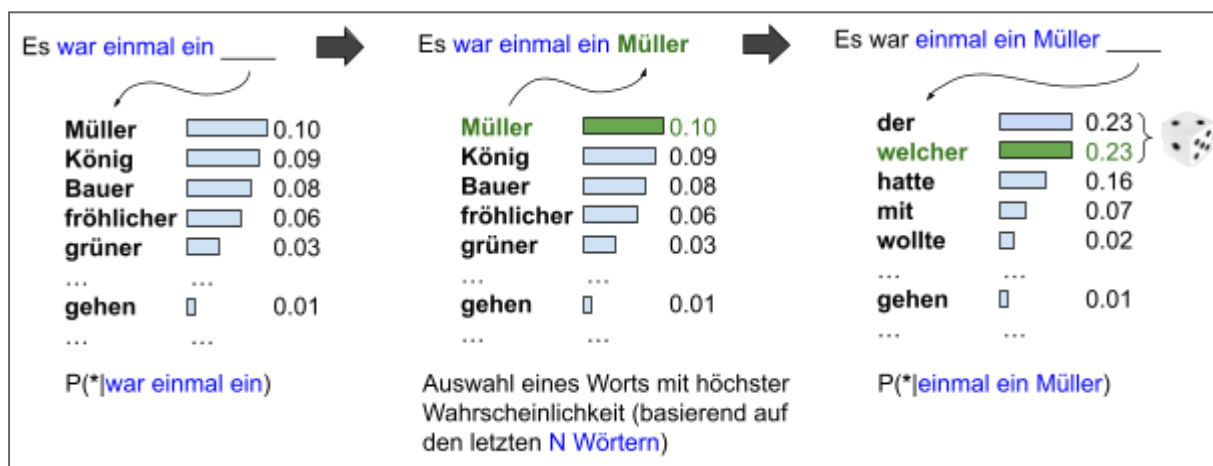 Es war einmal ein ____
Müller 0.10
König 0.09
Bauer 0.08
fröhlicher 0.06
grüner 0.03
... ...
gehen 0.01
... ...
P(*|war einmal ein)
Es war einmal ein Müller
Müller 0.10
König 0.09
Bauer 0.08
fröhlicher 0.06
grüner 0.03
... ...
gehen 0.01
... ...
Auswahl eines Worts mit höchster
Wahrscheinlichkeit (basierend auf
den letzten N Wörtern)
Es war einmal ein Müller ____
der 0.23
welcher 0.23
hatte 0.16
mit 0.07
wollte 0.02
... ...
gehen 0.01
... ...
P(*|einmal ein Müller)